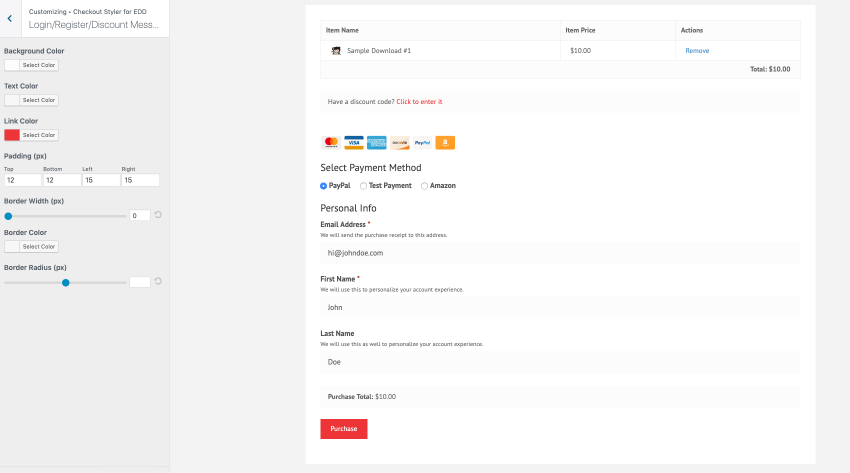 Customizing • Checkout Styler for EDD
Login/Register/Discount Mess...
Background Color
Select Color
Text Color
Select Color
Link Color
Select Color
Padding (px)
Top Bottom Left Right
12 12 15 15
Border Width (px)
0
Border Color
Select Color
Border Radius (px)
Item Name Item Price Actions
Sample Download #1 $10.00 Remove
Total: $10.00
Have a discount code? Click to enter it
VISA DISCOVER PayPal
Select Payment Method
PayPal Test Payment Amazon
Personal Info
Email Address *
We will send the purchase receipt to this address.
hi@johndoe.com
First Name *
We will use this to personalize your account experience.
John
Last Name
We will use this as well to personalize your account experience.
Doe
Purchase Total: $10.00
Purchase